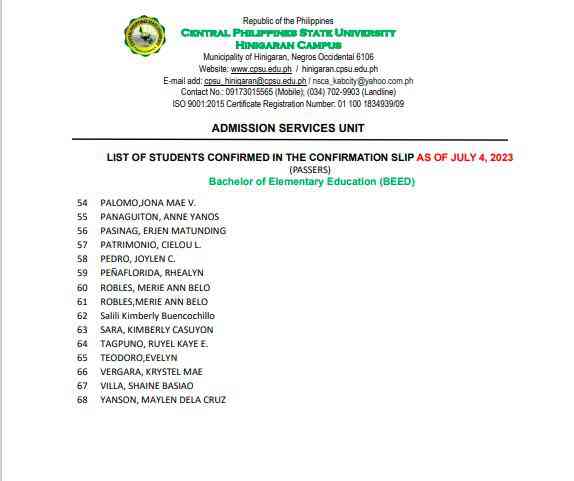 Republic of the Philippines
CENTRAL PHILIPPINES STATE UNIVERSITY
HINIGARAN CAMPUS
Municipality of Hinigaran, Negros Occidental 6106
Website: www.cpsu.edu.ph / hinigaran.cpsu.edu.ph
E-mail add: cpsu_hinigaran@cpsu.edu.ph / nsca_kabcity@yahoo.com.ph
Contact No.: 09173015565 (Mobile); (034) 702-9903 (Landline)
ISO 9001:2015 Certificate Registration Number: 01 100 1834939/09
ADMISSION SERVICES UNIT
LIST OF STUDENTS CONFIRMED IN THE CONFIRMATION SLIP AS OF JULY 4, 2023
(PASSERS)
Bachelor of Elementary Education (BEED)
54 PALOMO,JONA MAE V.
55 PANAGUITON, ANNE YANOS
56 PASINAG, ERJEN MATUNDING
57 PATRIMONIO, CIELOU L.
58 PEDRO, JOYLEN C.
59 PEÑAFLORIDA, RHEALYN
60 ROBLES, MERIE ANN BELO
61 ROBLES,MERIE ANN BELO
62 Salili Kimberly Buencochillo
63 SARA, KIMBERLY CASUYON
64 TAGPUNO, RUYEL KAYE E.
65 TEODORO,EVELYN
66 VERGARA, KRYSTEL MAE
67 VILLA, SHAINE BASIAO
68 YANSON, MAYLEN DELA CRUZ